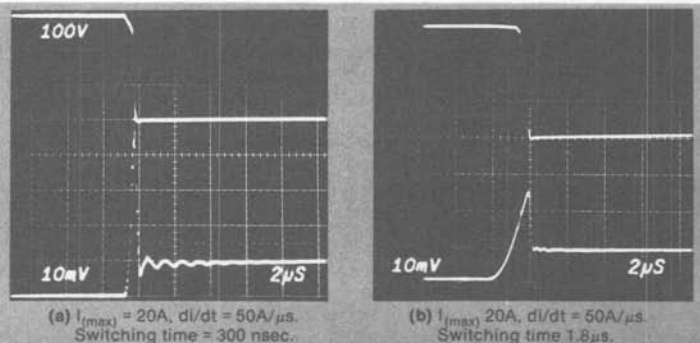 100V
10mV
2µS
(a) I(max) = 20A, di/dt = 50A/µs.
Switching time = 300 nsec.
10mV
2µS
(b) I(max) 20A, di/dt = 50A/µs.
Switching time 1.8µs.